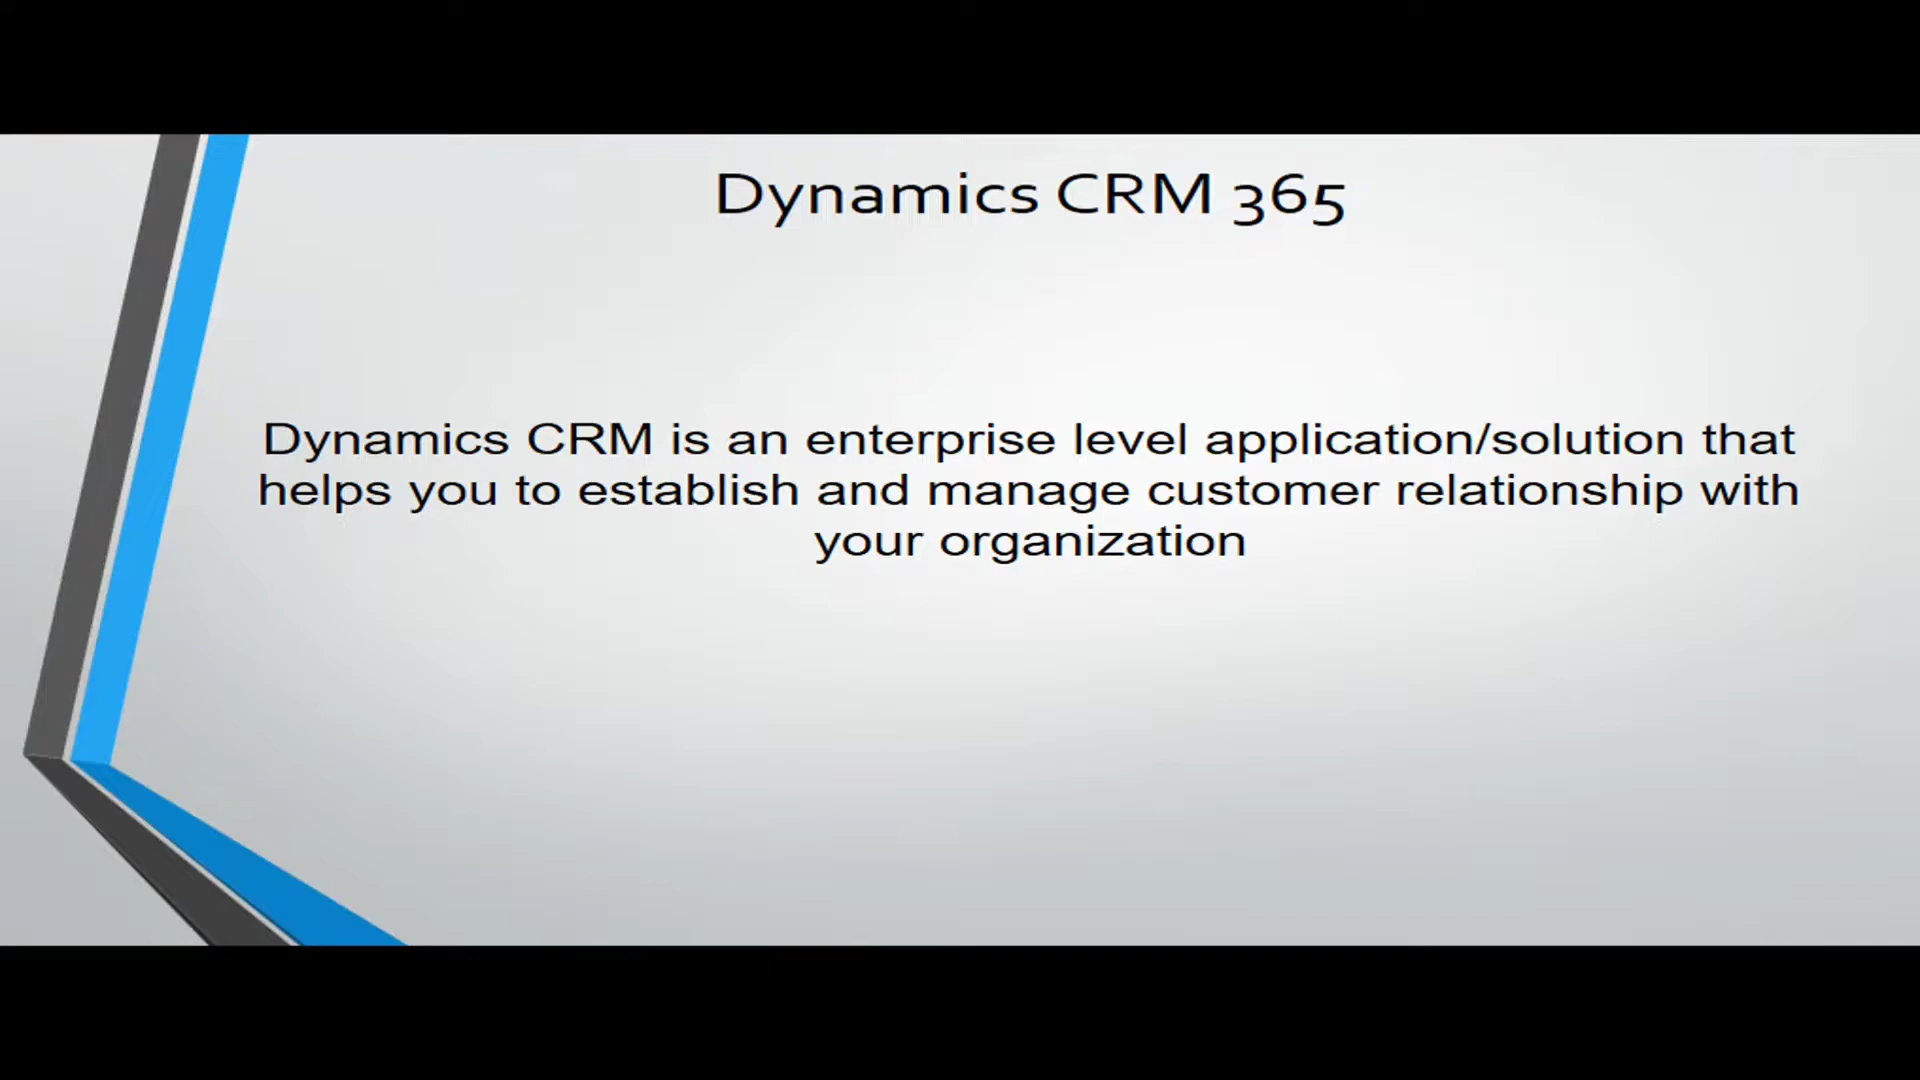 Dynamics CRM 365
Dynamics CRM is an enterprise level application/solution that
helps you to establish and manage customer relationship with
your organization